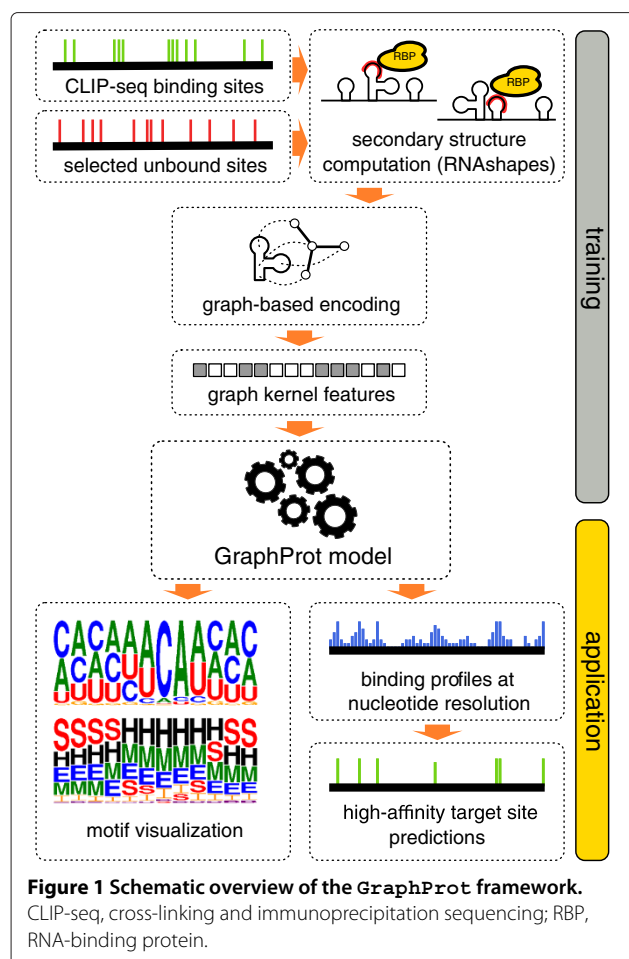 CLIP-seq binding sites
selected unbound sites
RBP
RBP
secondary structure
computation (RNAshapes)
training
graph-based encoding
graph kernel features
GraphProt model
application
CACAAACAACAC
motif visualization
binding profiles at
nucleotide resolution
high-affinity target site
predictions
Figure 1 Schematic overview of the GraphProt framework.
CLIP-seq, cross-linking and immunoprecipitation sequencing; RBP,
RNA-binding protein.